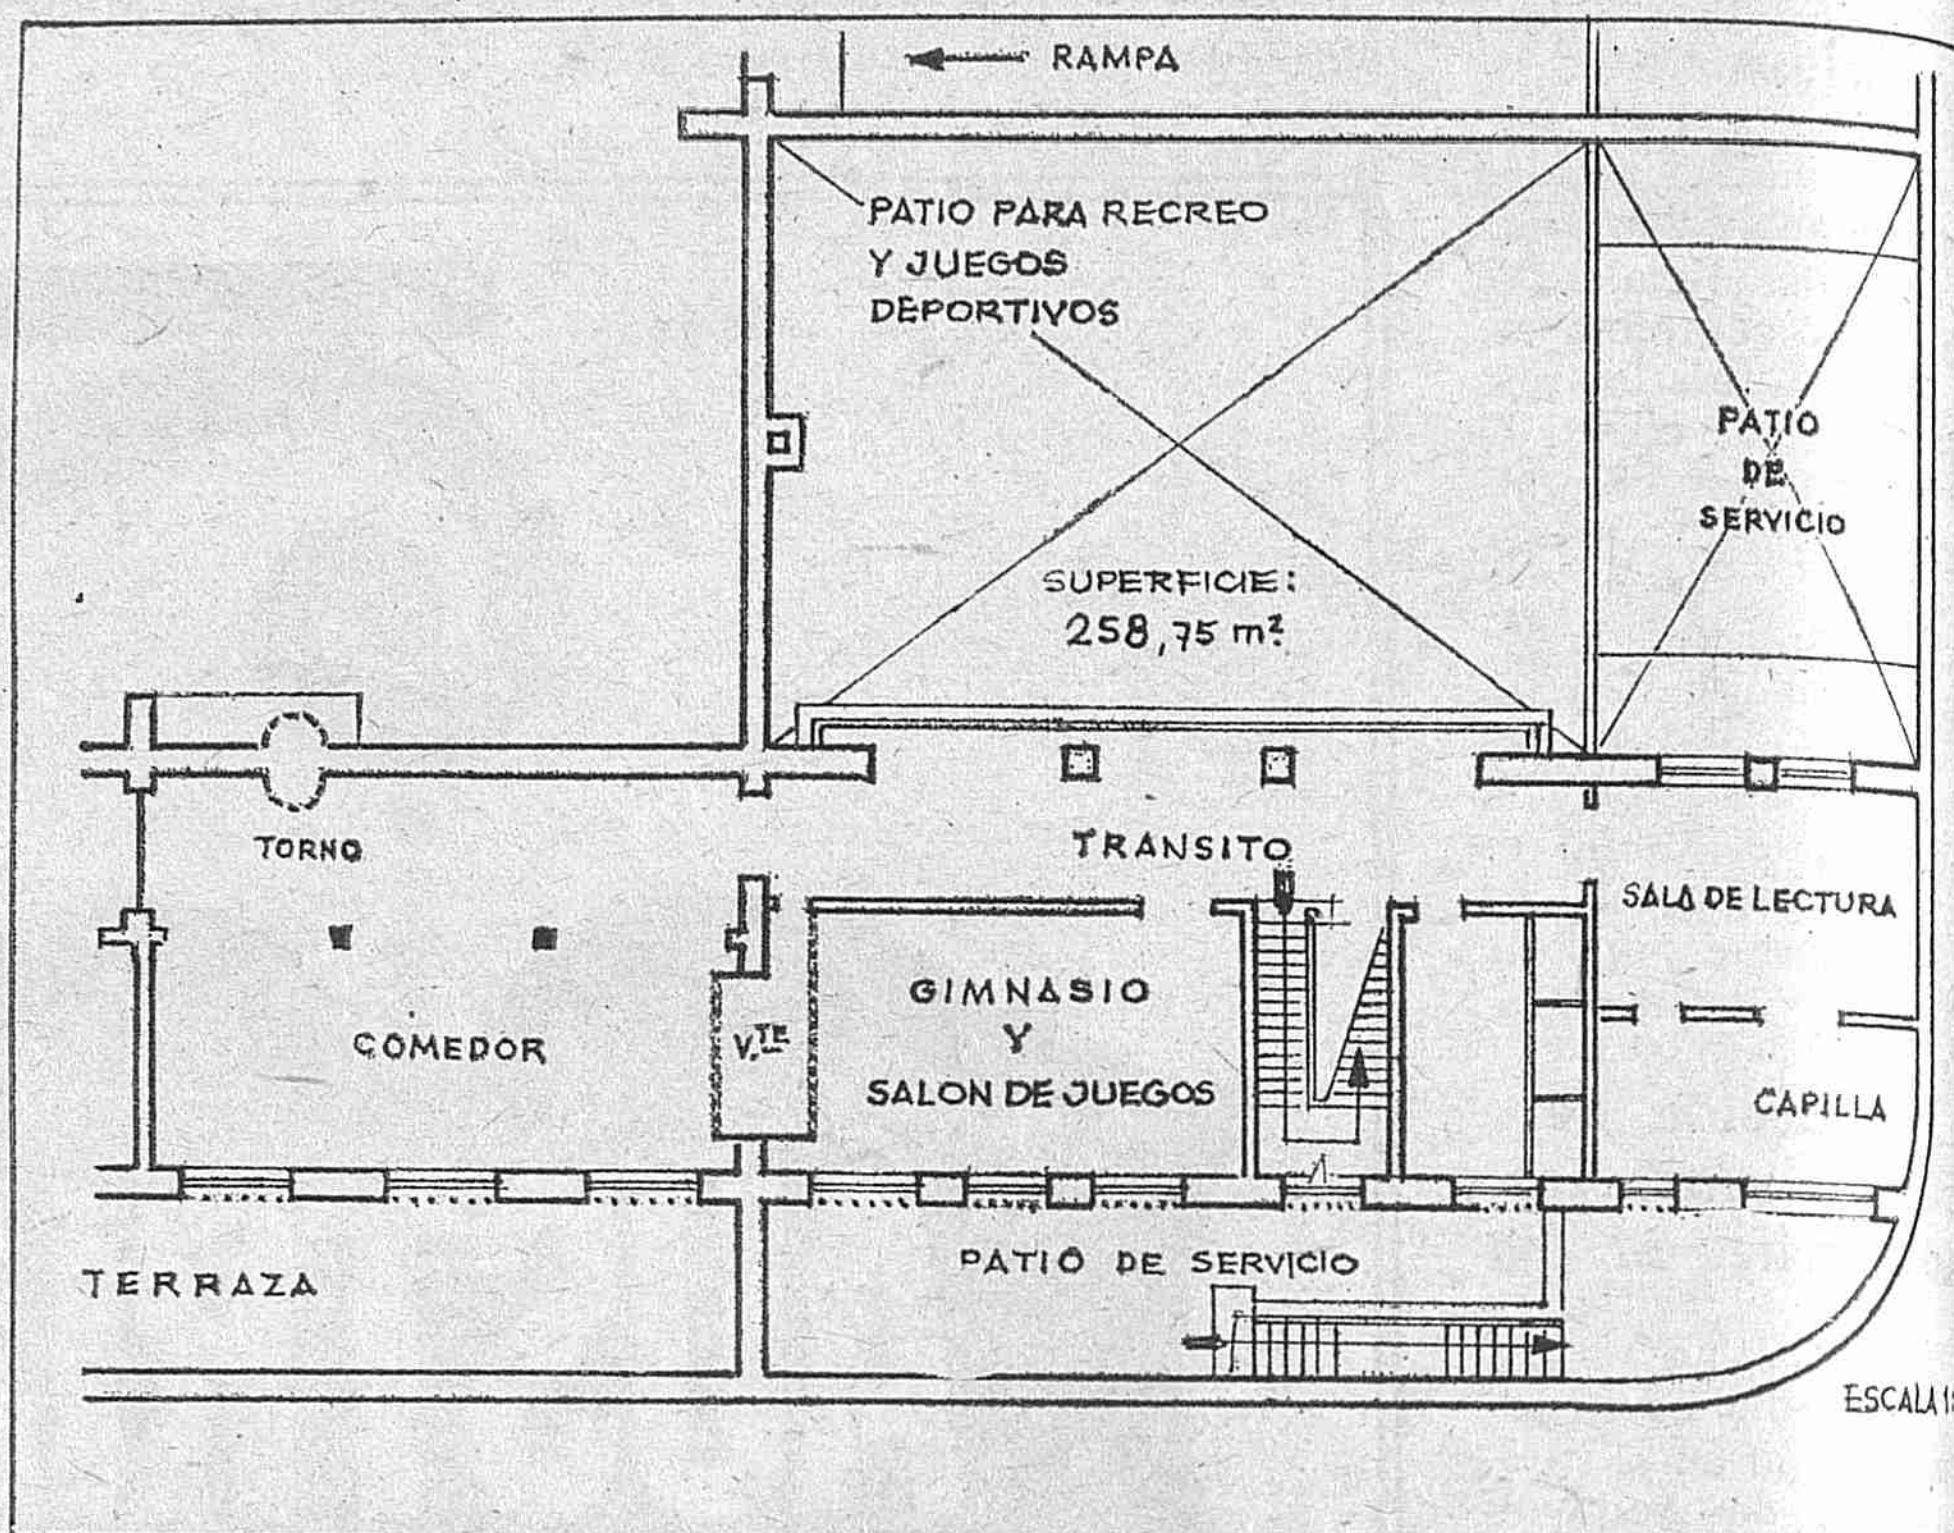 RAMPA
PATIO PARA RECREO
Y JUEGOS
DEPORTIVOS
PATIO
DE
SERVICIO
SUPERFICIE:
258,75 m²
TORNO
TRANSITO
SALA DE LECTURA
COMEDOR
V.TE
GIMNASIO
Y
SALON DE JUEGOS
CAPILLA
TERRAZA
PATIO DE SERVICIO
ESCALA